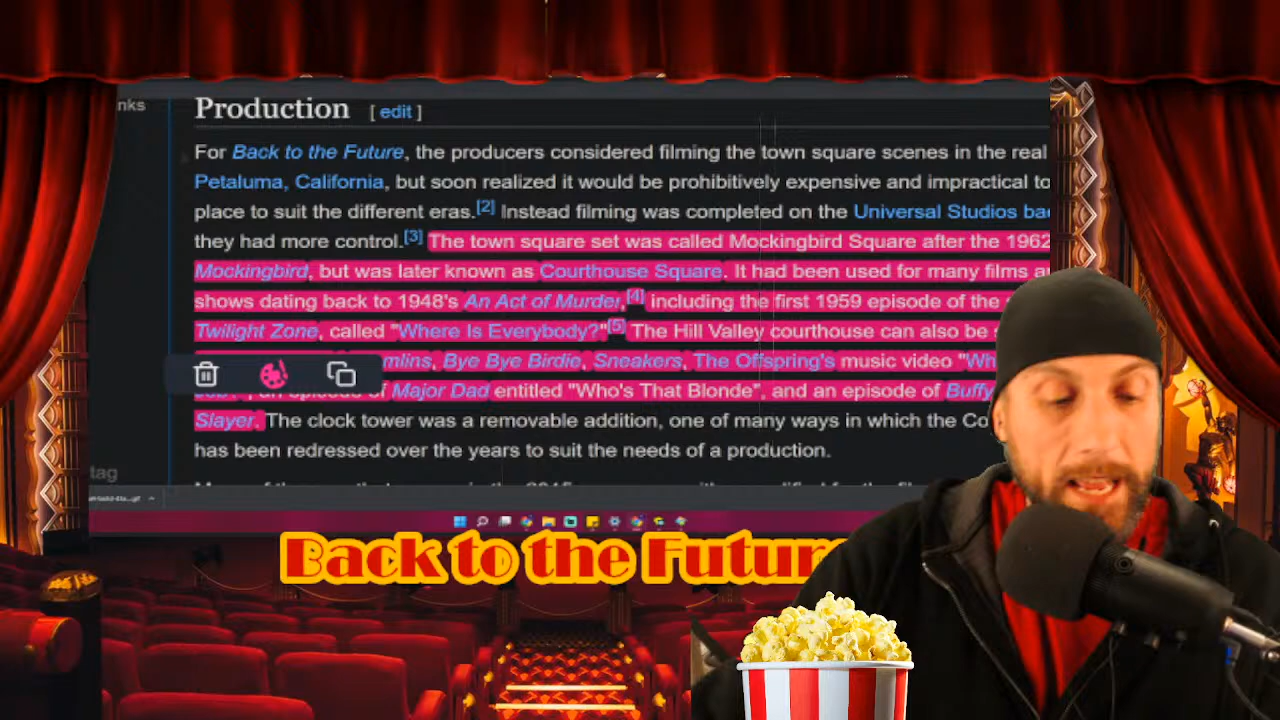 nks
Production [ edit ]
For Back to the Future, the producers considered filming the town square scenes in the real
Petaluma, California, but soon realized it would be prohibitively expensive and impractical to
place to suit the different eras.[2] Instead filming was completed on the Universal Studios bac
they had more control.[3] The town square set was called Mockingbird Square after the 1962
Mockingbird, but was later known as Courthouse Square. It had been used for many films a
shows dating back to 1948's An Act of Murder,[4] including the first 1959 episode of the
Twilight Zone, called "Where Is Everybody?"[5] The Hill Valley courthouse can also be
mlins, Bye Bye Birdie, Sneakers, The Offspring's music video "Wh
of Major Dad entitled "Who's That Blonde", and an episode of Buffy
Slayer. The clock tower was a removable addition, one of many ways in which the Co
has been redressed over the years to suit the needs of a production.
tag
Back to the Future